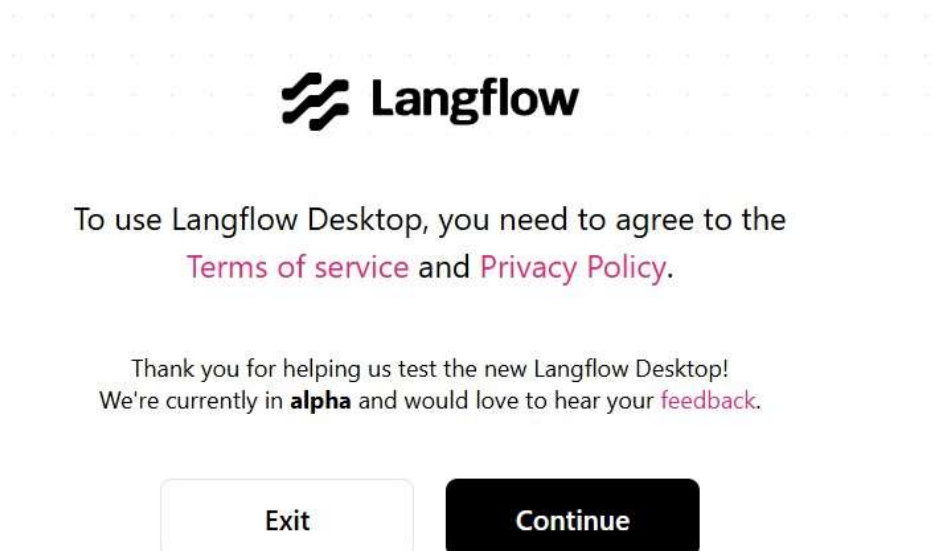 Langflow
To use Langflow Desktop, you need to agree to the
Terms of service and Privacy Policy.
Thank you for helping us test the new Langflow Desktop!
We're currently in alpha and would love to hear your feedback.
Exit
Continue